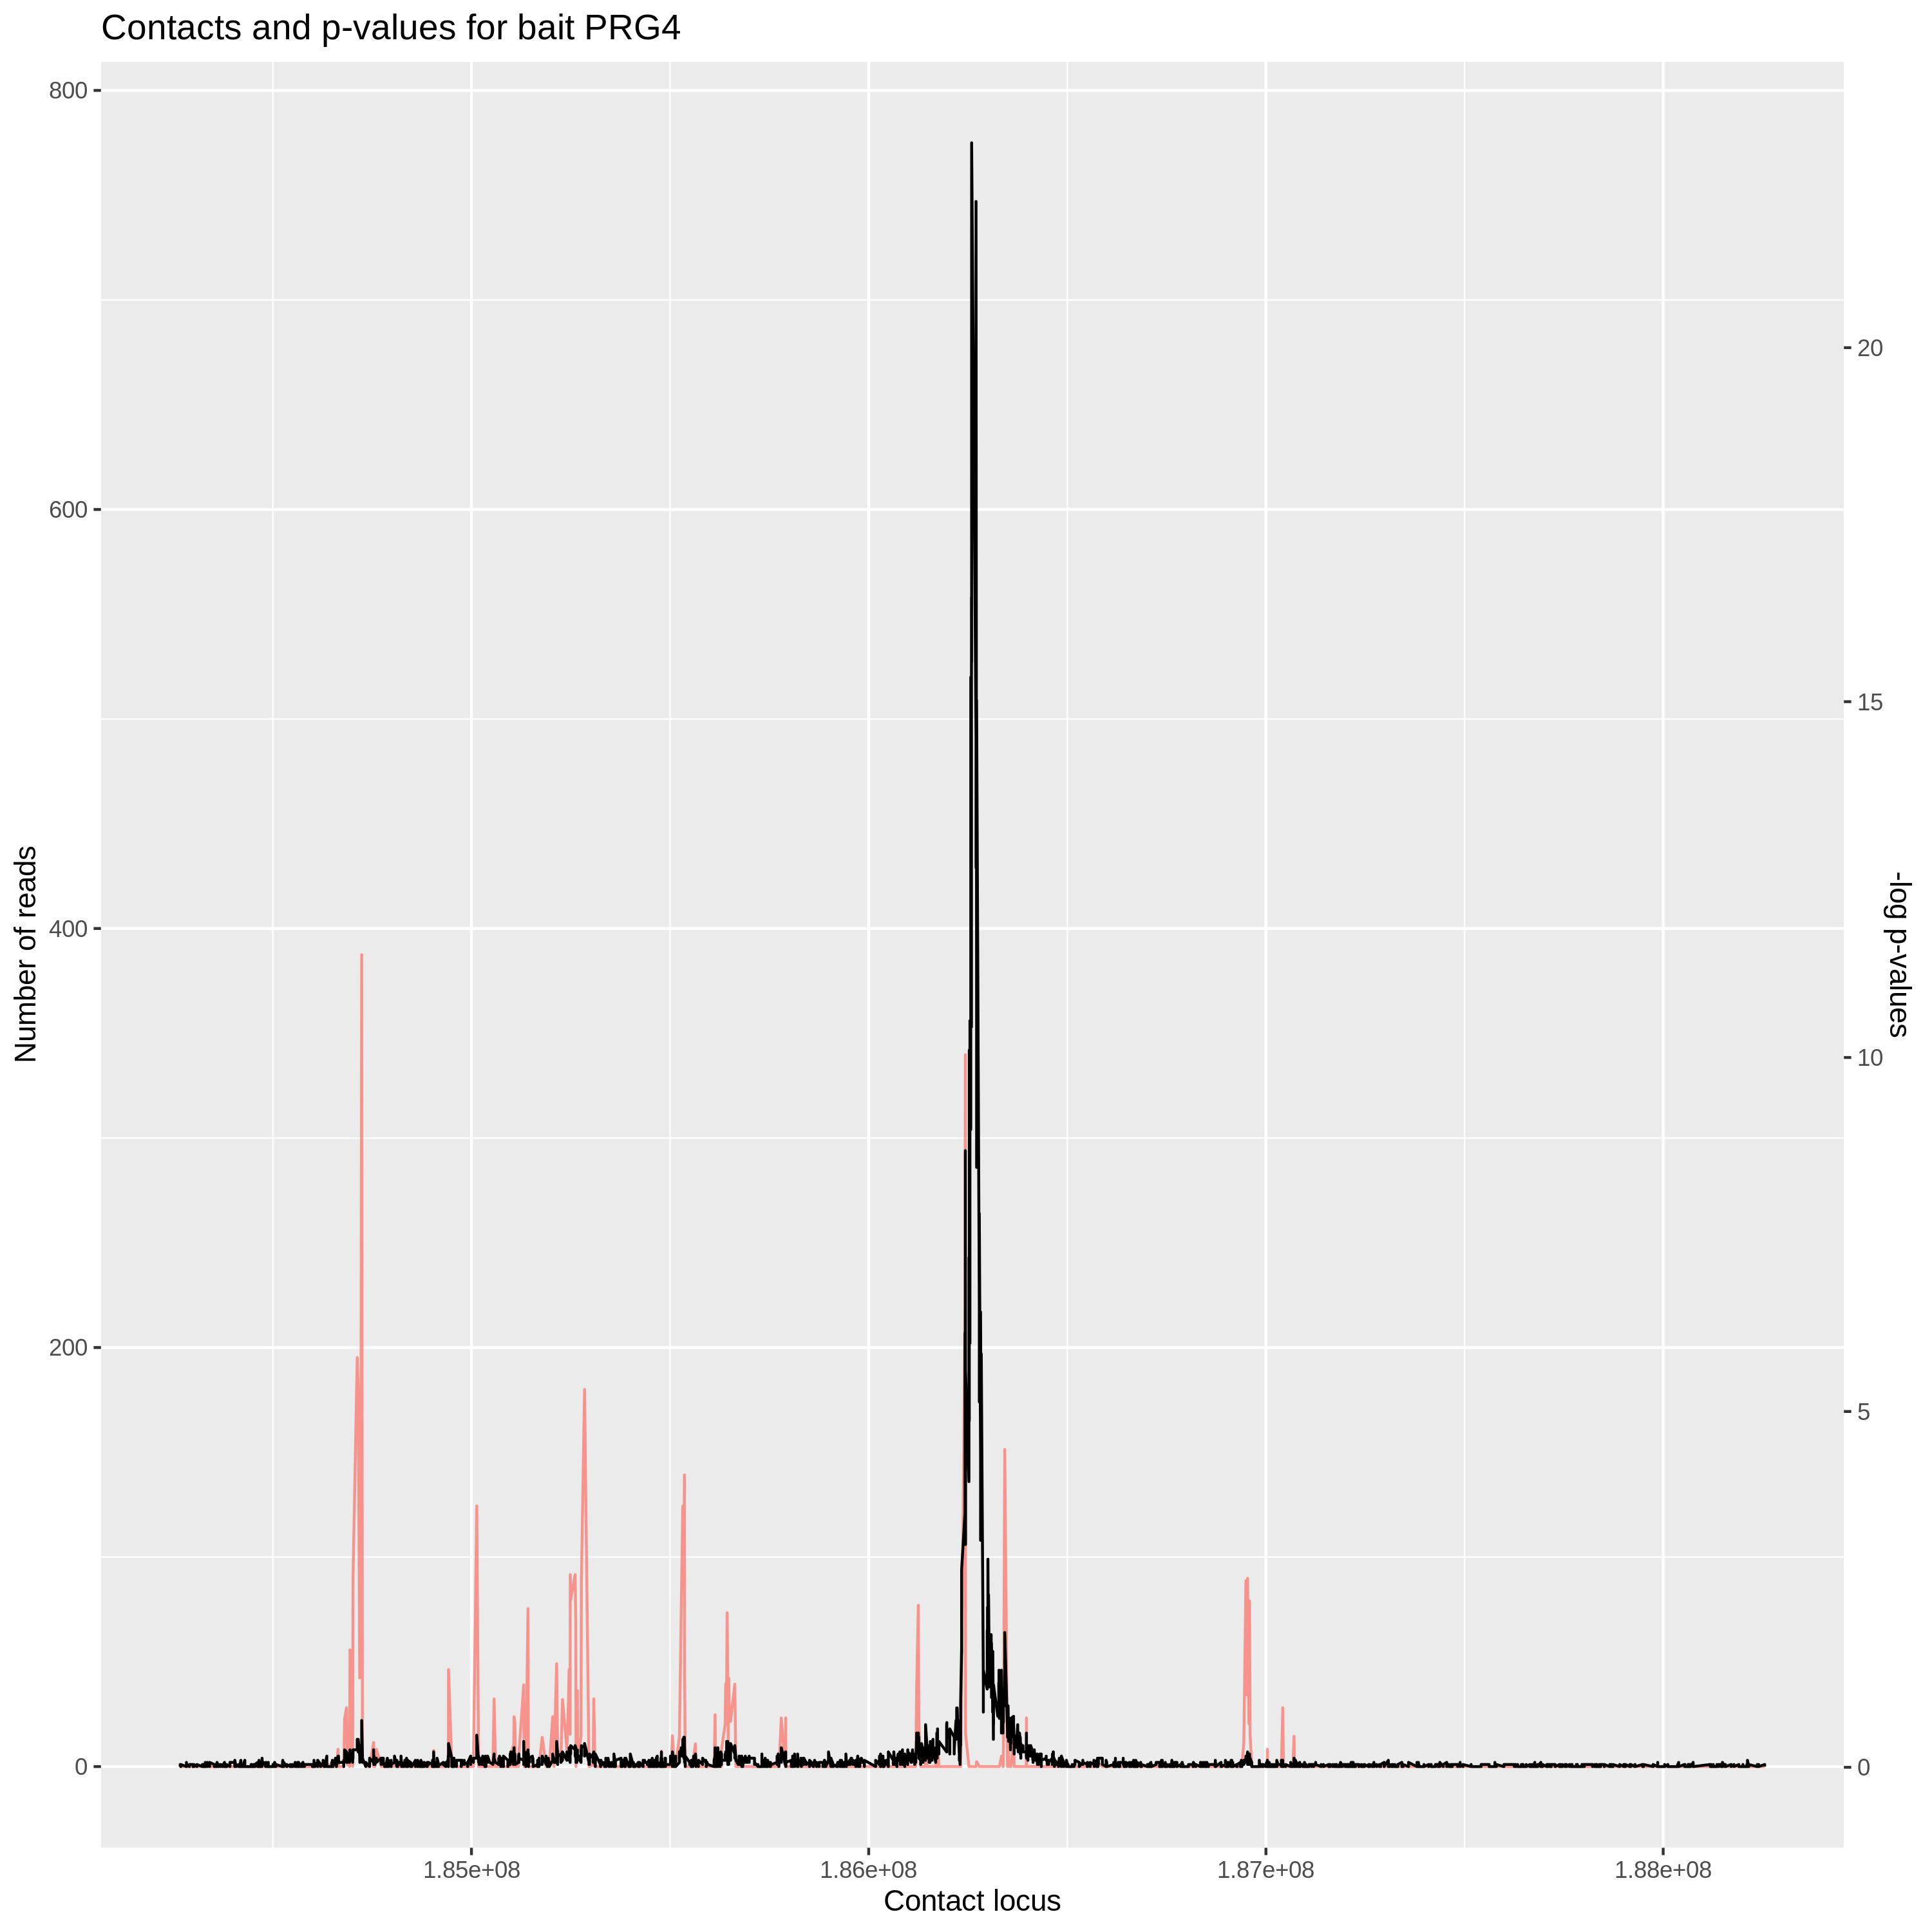 Contacts and p-values for bait PRG4
800
600
400
200
0
Number of reads
20
15
10
5
0
-log p-values
1.85e+08
1.86e+08
1.87e+08
1.88e+08
Contact locus